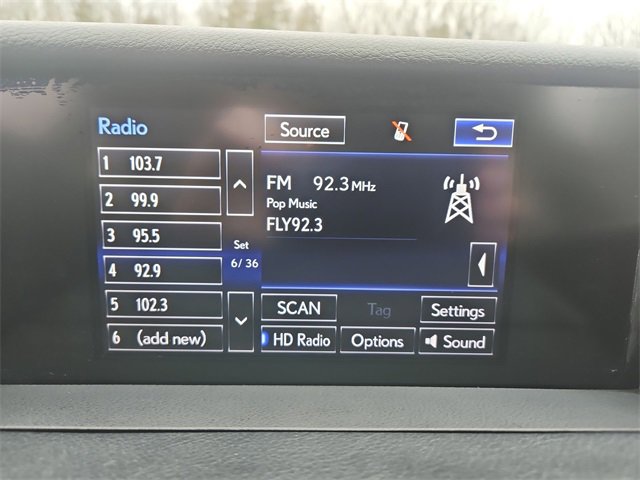 Radio
Source
1 103.7
2 99.9
3 95.5
4 92.9
5 102.3
6 (add new)
Set
6/36
FM 92.3 MHz
Pop Music
FLY92.3
SCAN
Tag
Settings
HD Radio
Options
Sound